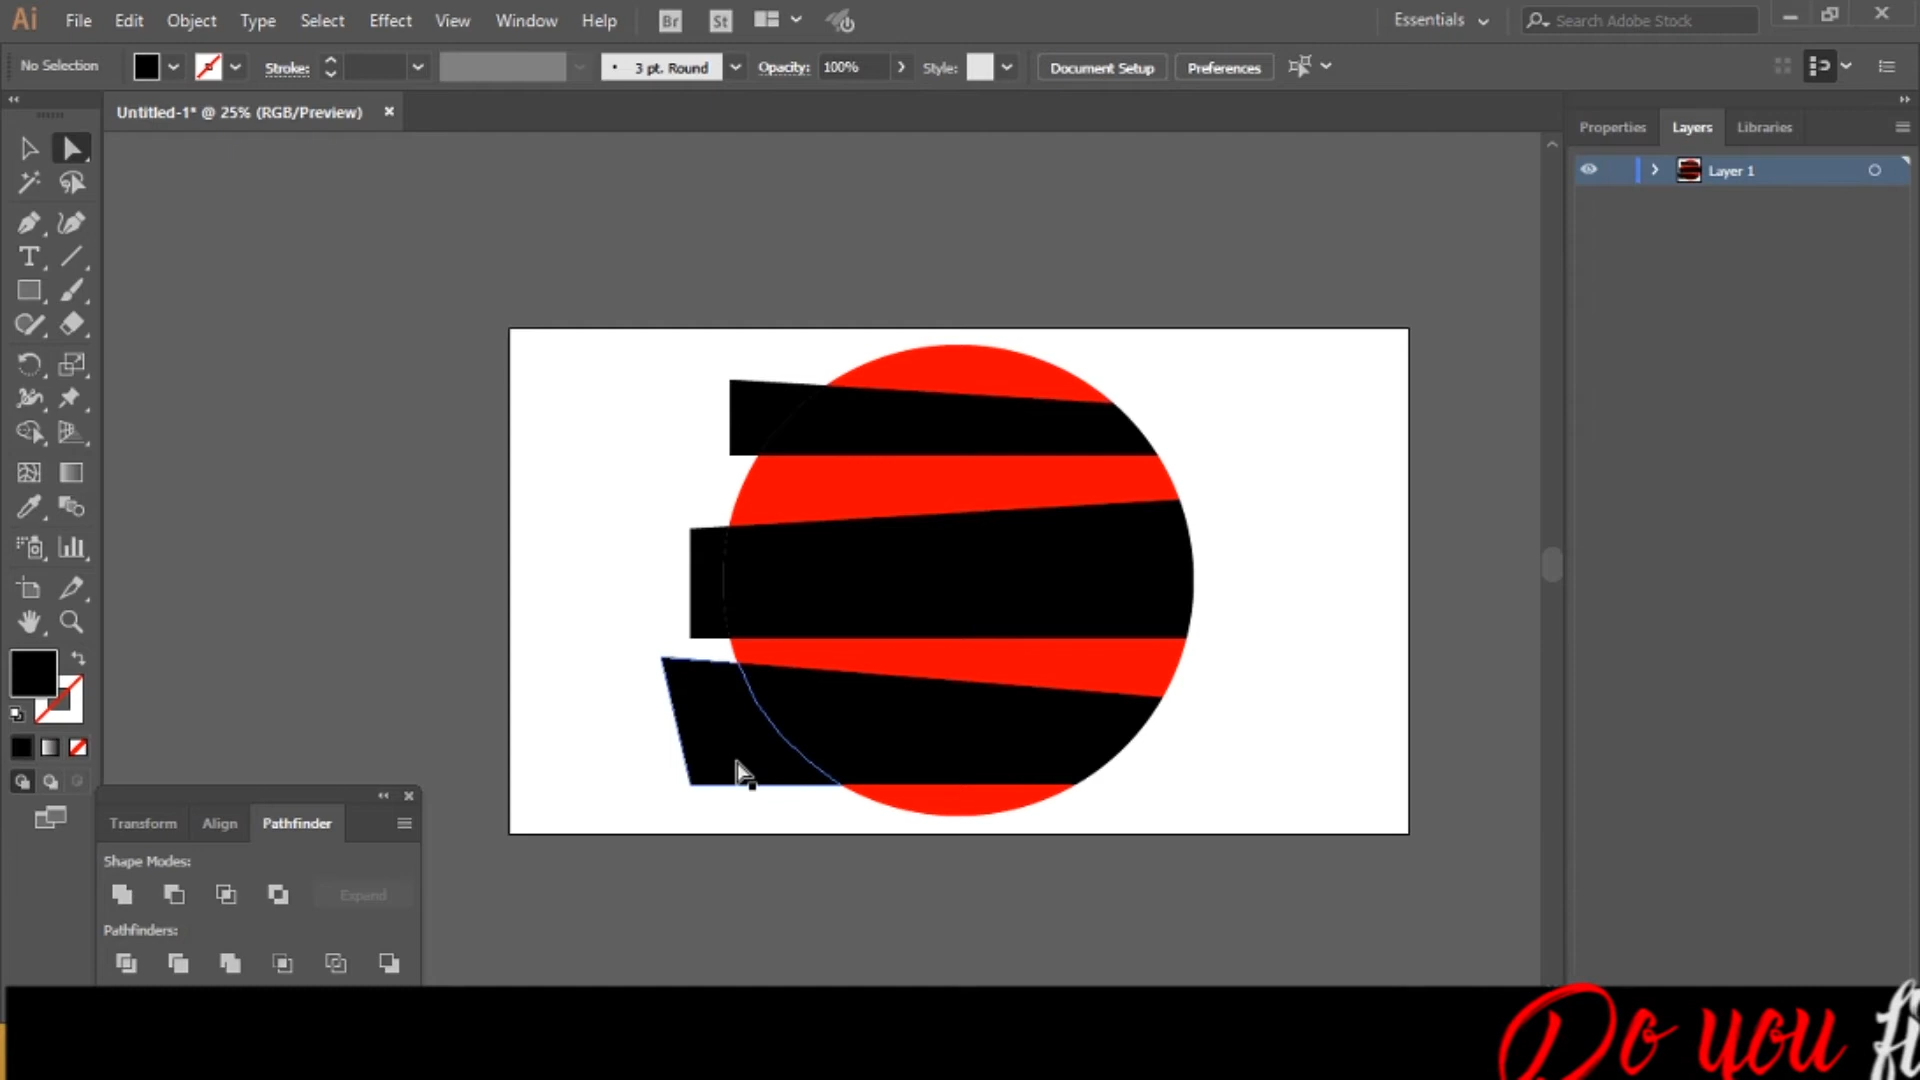 Ai File Edit Object Type Select Effect View Window Help Br St Essentials Search Adobe Stock
No Selection Stroke: 3 pt. Round Opacity: 100% Style: Document Setup Preferences
Untitled-1* @ 25% (RGB/Preview)
Properties Layers Libraries
Layer 1
Transform Align Pathfinder
Shape Modes:
Expand
Pathfinders:
Do you fi